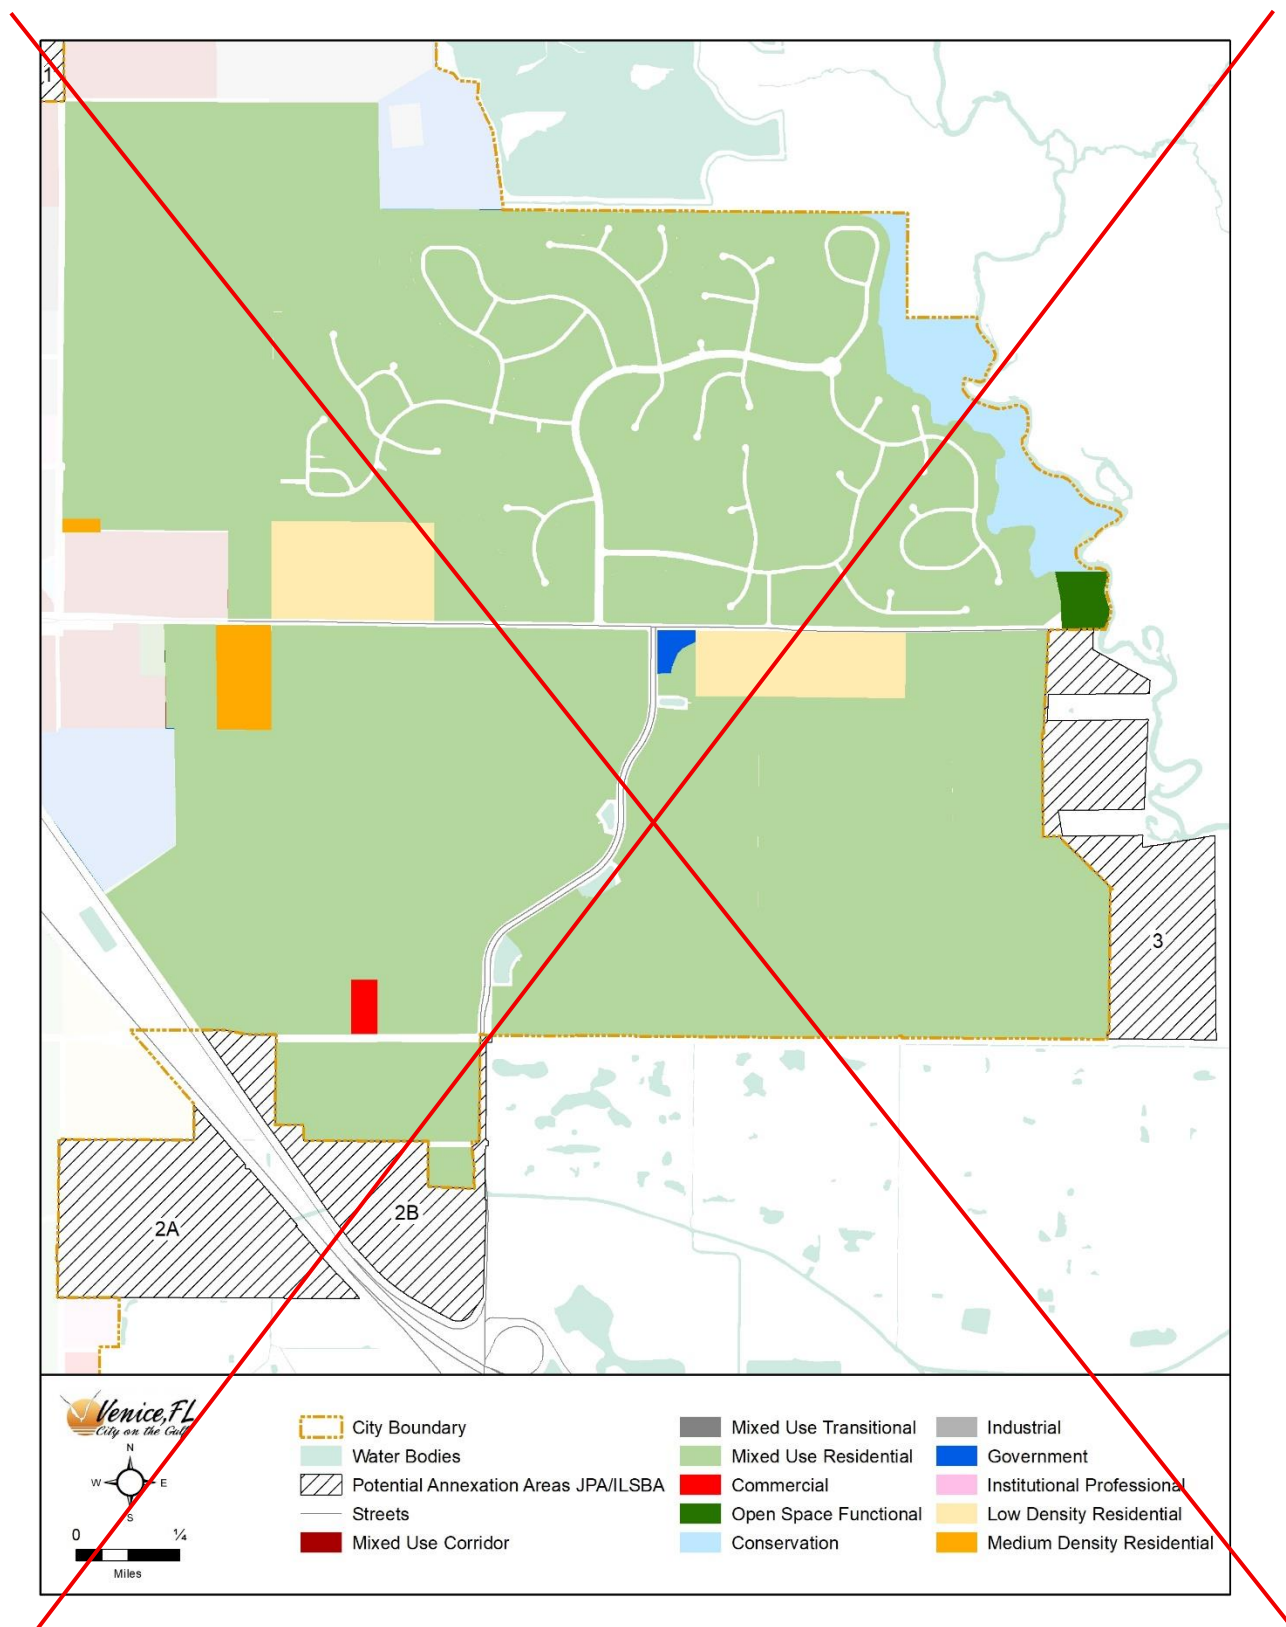 1
3
2B
2A
Venice, FL
City on the Gulf
N
W
E
S
0
¼
Miles
City Boundary
Water Bodies
Potential Annexation Areas JPA/ILSBA
Streets
Mixed Use Corridor
Mixed Use Transitional
Mixed Use Residential
Commercial
Open Space Functional
Conservation
Industrial
Government
Institutional Professional
Low Density Residential
Medium Density Residential